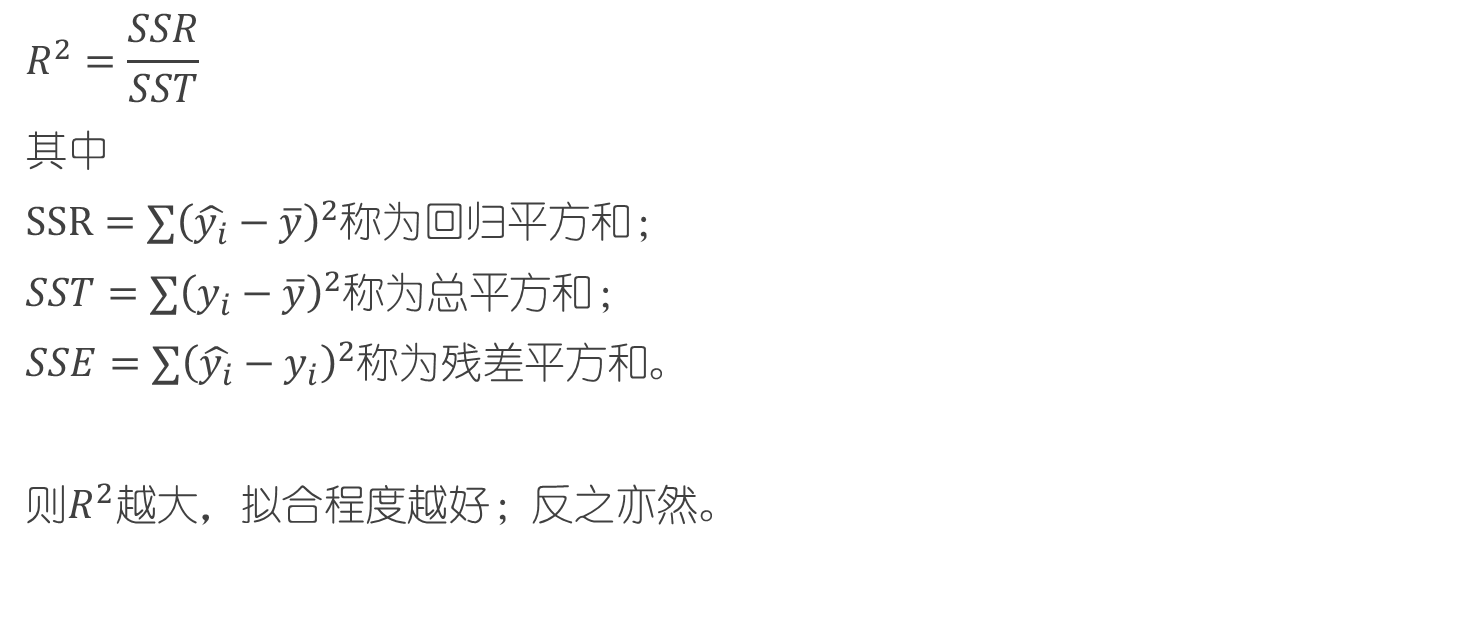 R² = SSR/SST
其中
SSR = ∑(ŷᵢ − ȳ)²称为回归平方和；
SST = ∑(yᵢ − ȳ)²称为总平方和；
SSE = ∑(ŷᵢ − yᵢ)²称为残差平方和。
则R²越大，拟合程度越好；反之亦然。